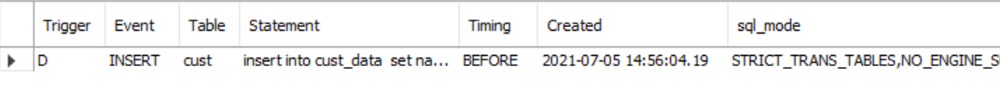 Trigger Event Table Statement Timing Created sql_mode
D INSERT cust insert into cust_data set na... BEFORE 2021-07-05 14:56:04.19 STRICT_TRANS_TABLES,NO_ENGINE_S